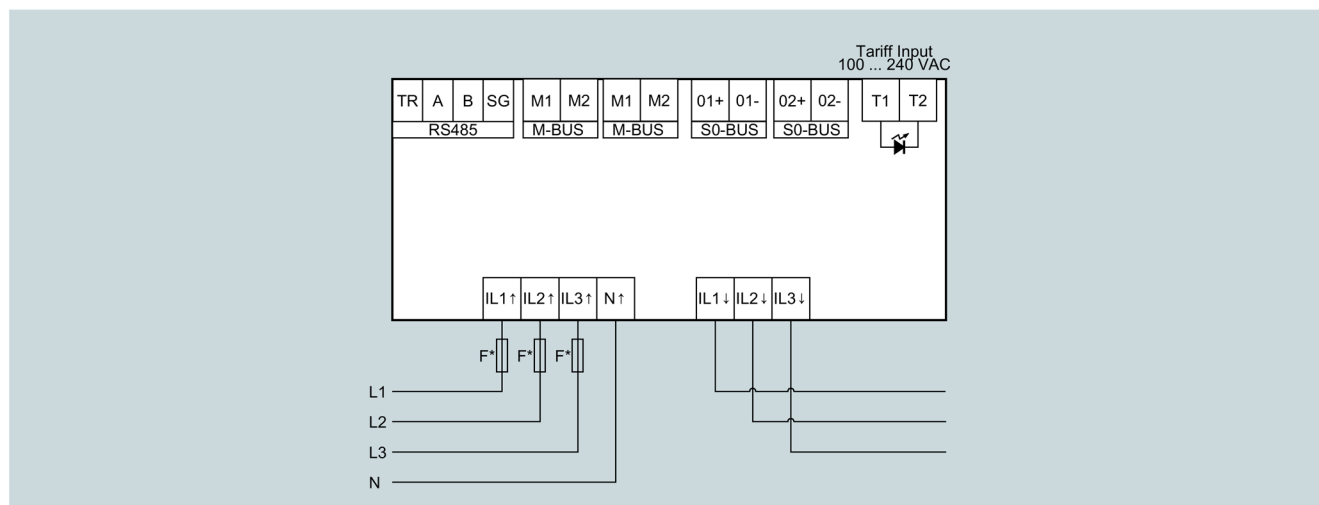 Tariff Input
100 ... 240 VAC
TR A B SG M1 M2 M1 M2 01+ 01- 02+ 02- T1 T2
RS485 M-BUS M-BUS S0-BUS S0-BUS
IL1↑ IL2↑ IL3↑ N↑ IL1↓ IL2↓ IL3↓
F* F* F*
L1
L2
L3
N